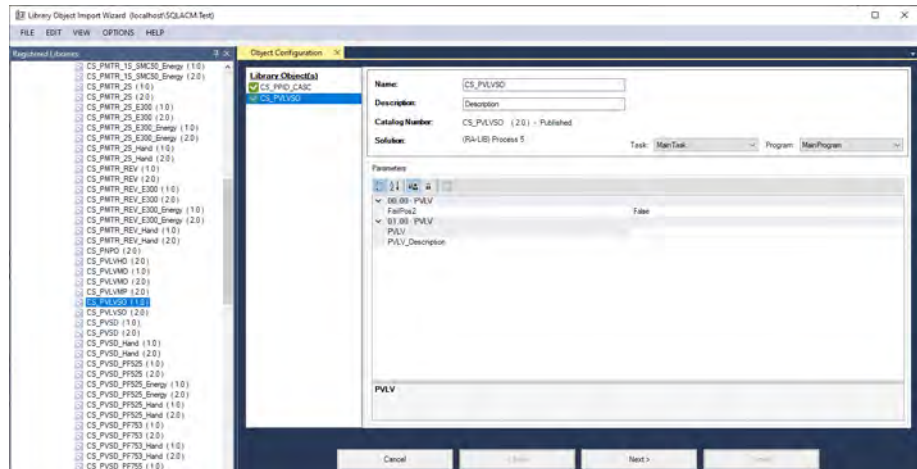 Library Object Import Wizard (localhost\SQLACM:Test)
FILE EDIT VIEW OPTIONS HELP
Registered Libraries
CS_PMTR_1S_SMC50_Energy (1.0)
CS_PMTR_1S_SMC50_Energy (2.0)
CS_PMTR_2S (1.0)
CS_PMTR_2S (2.0)
CS_PMTR_2S_E300 (1.0)
CS_PMTR_2S_E300 (2.0)
CS_PMTR_2S_E300_Energy (1.0)
CS_PMTR_2S_E300_Energy (2.0)
CS_PMTR_2S_Hand (1.0)
CS_PMTR_2S_Hand (2.0)
CS_PMTR_REV (1.0)
CS_PMTR_REV (2.0)
CS_PMTR_REV_E300 (1.0)
CS_PMTR_REV_E300 (2.0)
CS_PMTR_REV_E300_Energy (1.0)
CS_PMTR_REV_E300_Energy (2.0)
CS_PMTR_REV_Hand (1.0)
CS_PMTR_REV_Hand (2.0)
CS_PNPO (2.0)
CS_PVLVHO (2.0)
CS_PVLVMO (1.0)
CS_PVLVMO (2.0)
CS_PVLVMP (2.0)
CS_PVLVSO (1.0)
CS_PVLVSO (2.0)
CS_PVSD (1.0)
CS_PVSD (2.0)
CS_PVSD_Hand (1.0)
CS_PVSD_Hand (2.0)
CS_PVSD_PF525 (1.0)
CS_PVSD_PF525 (2.0)
CS_PVSD_PF525_Energy (1.0)
CS_PVSD_PF525_Energy (2.0)
CS_PVSD_PF525_Hand (1.0)
CS_PVSD_PF525_Hand (2.0)
CS_PVSD_PF753 (1.0)
CS_PVSD_PF753 (2.0)
CS_PVSD_PF753_Hand (1.0)
CS_PVSD_PF753_Hand (2.0)
CS_PVSD_PF755 (1.0)
Object Configuration
Library Object(s)
CS_PPID_CASC
CS_PVLVSO
Name: CS_PVLVSO
Description: Description
Catalog Number: CS_PVLVSO (2.0) - Published
Solution: (RA-LIB) Process 5
Task: MainTask Program: MainProgram
Parameters
00.00 - PVLV
FailPos2 False
01.00 - PVLV
PVLV
PVLV_Description
PVLV
Cancel Next >